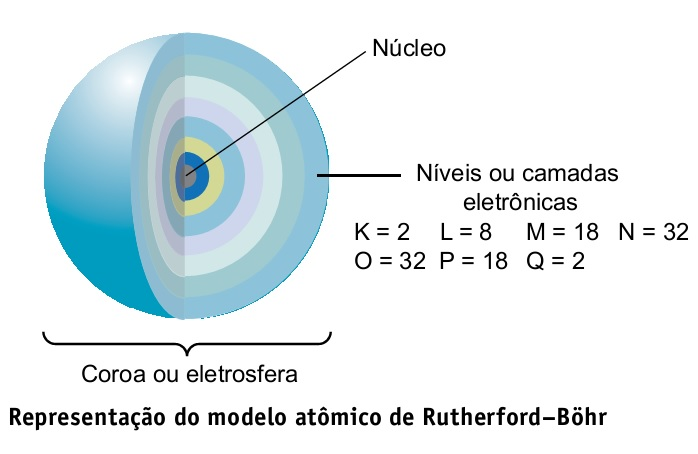 Núcleo
Níveis ou camadas
eletrônicas
K = 2 L = 8 M = 18 N = 32
O = 32 P = 18 Q = 2
Coroa ou eletrosfera
Representação do modelo atômico de Rutherford–Böhr